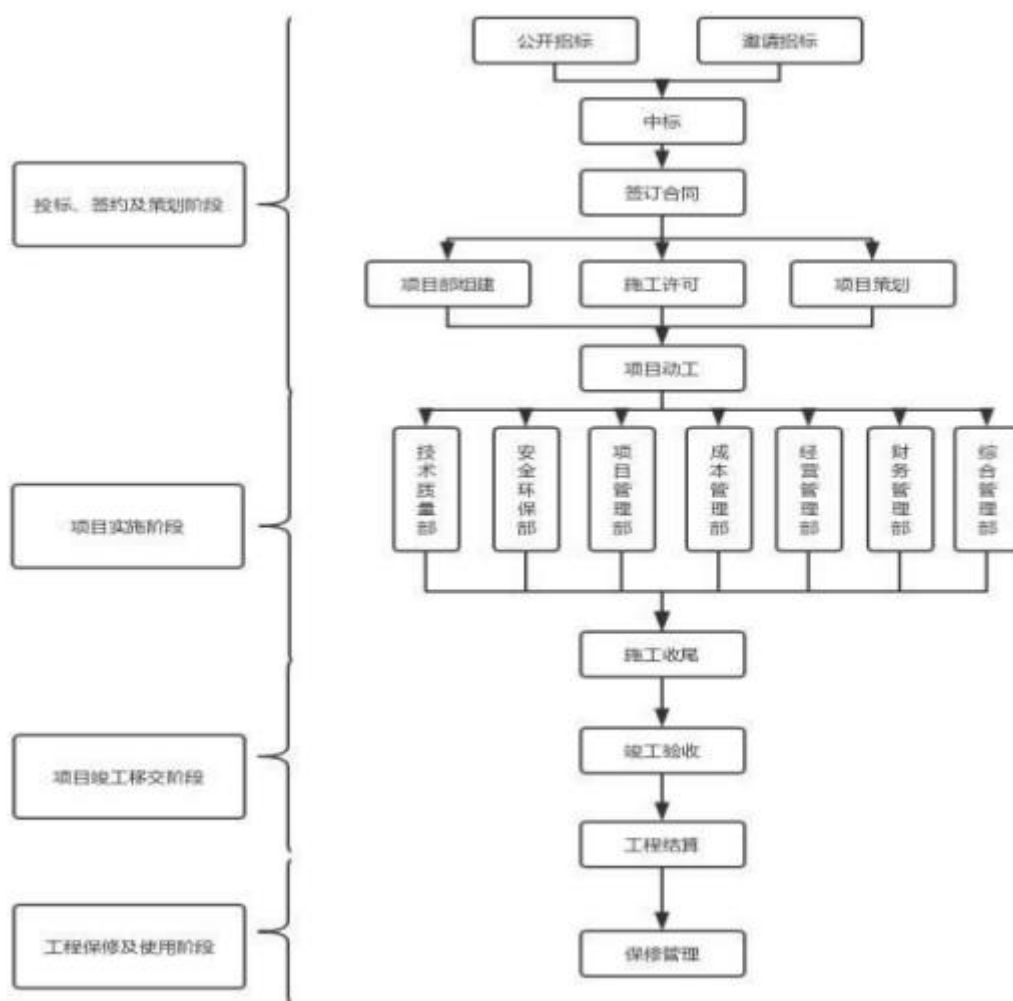 公开招标
邀请招标
中标
签订合同
投标、签约及策划阶段
项目部组建
施工许可
项目策划
项目动工
技术质量部
安全环保部
项目管理部
成本管理部
经营管理部
财务管理部
综合管理部
项目实施阶段
施工收尾
竣工验收
项目竣工移交阶段
工程结算
工程保修及使用阶段
保修管理